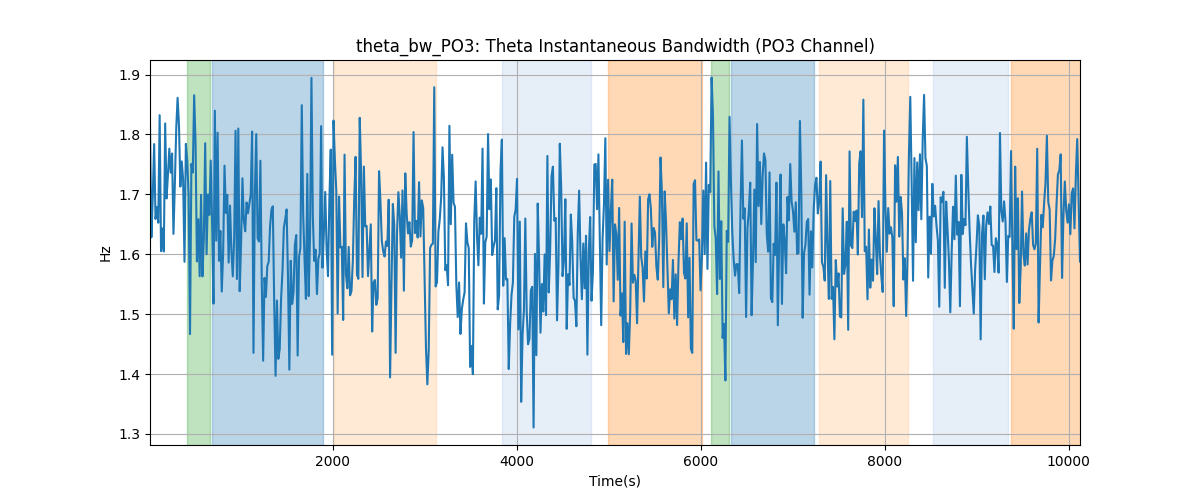 theta_bw_PO3: Theta Instantaneous Bandwidth (PO3 Channel)
1.9
1.8
1.7
1.6
1.5
1.4
1.3
Hz
2000 4000 6000 8000 10000
Time(s)